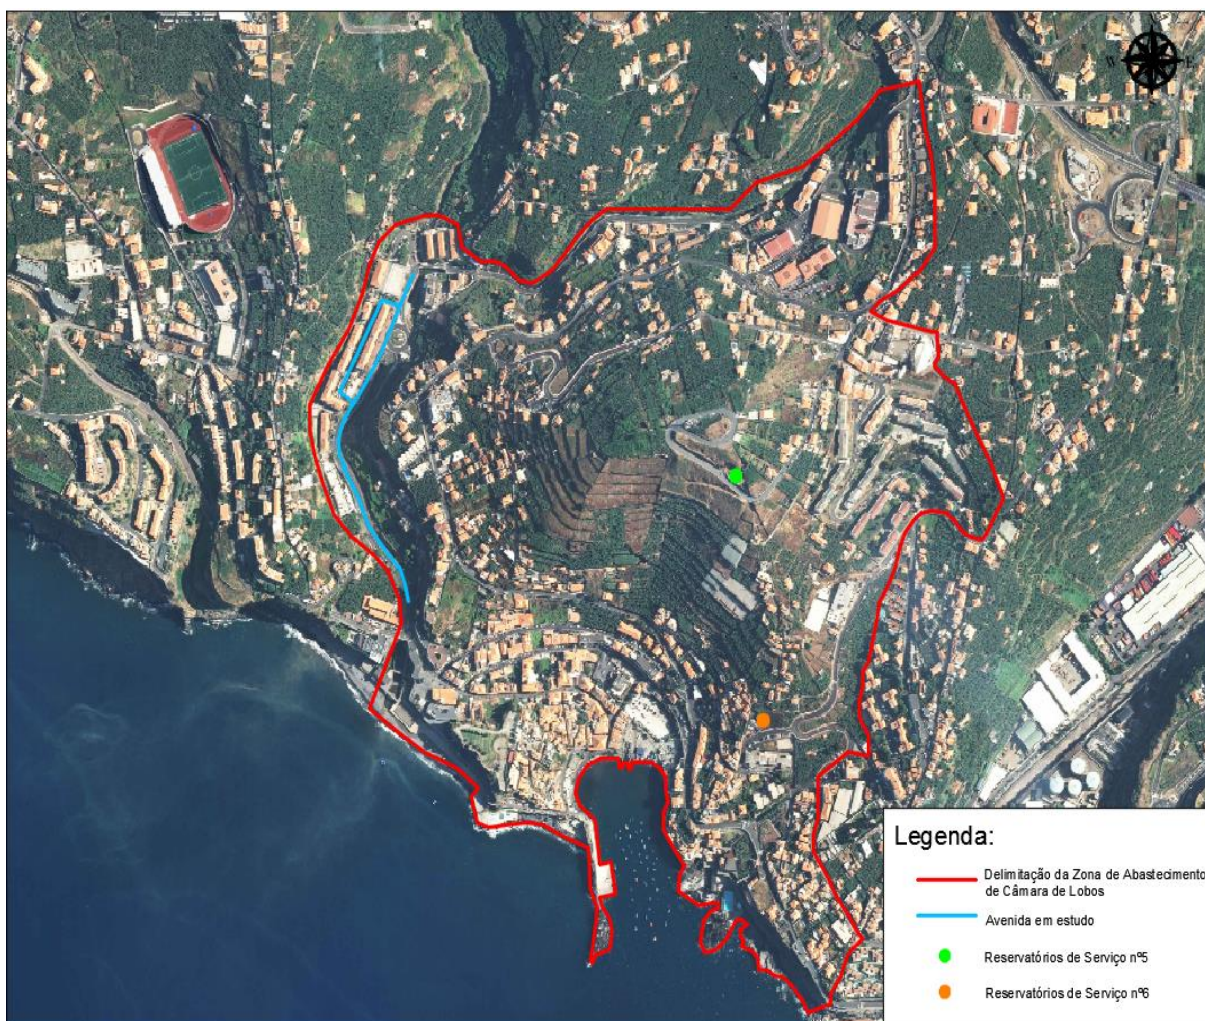 W E
Legenda:
Delimitação da Zona de Abastecimento
de Câmara de Lobos
Avenida em estudo
Reservatórios de Serviço nº5
Reservatórios de Serviço nº6